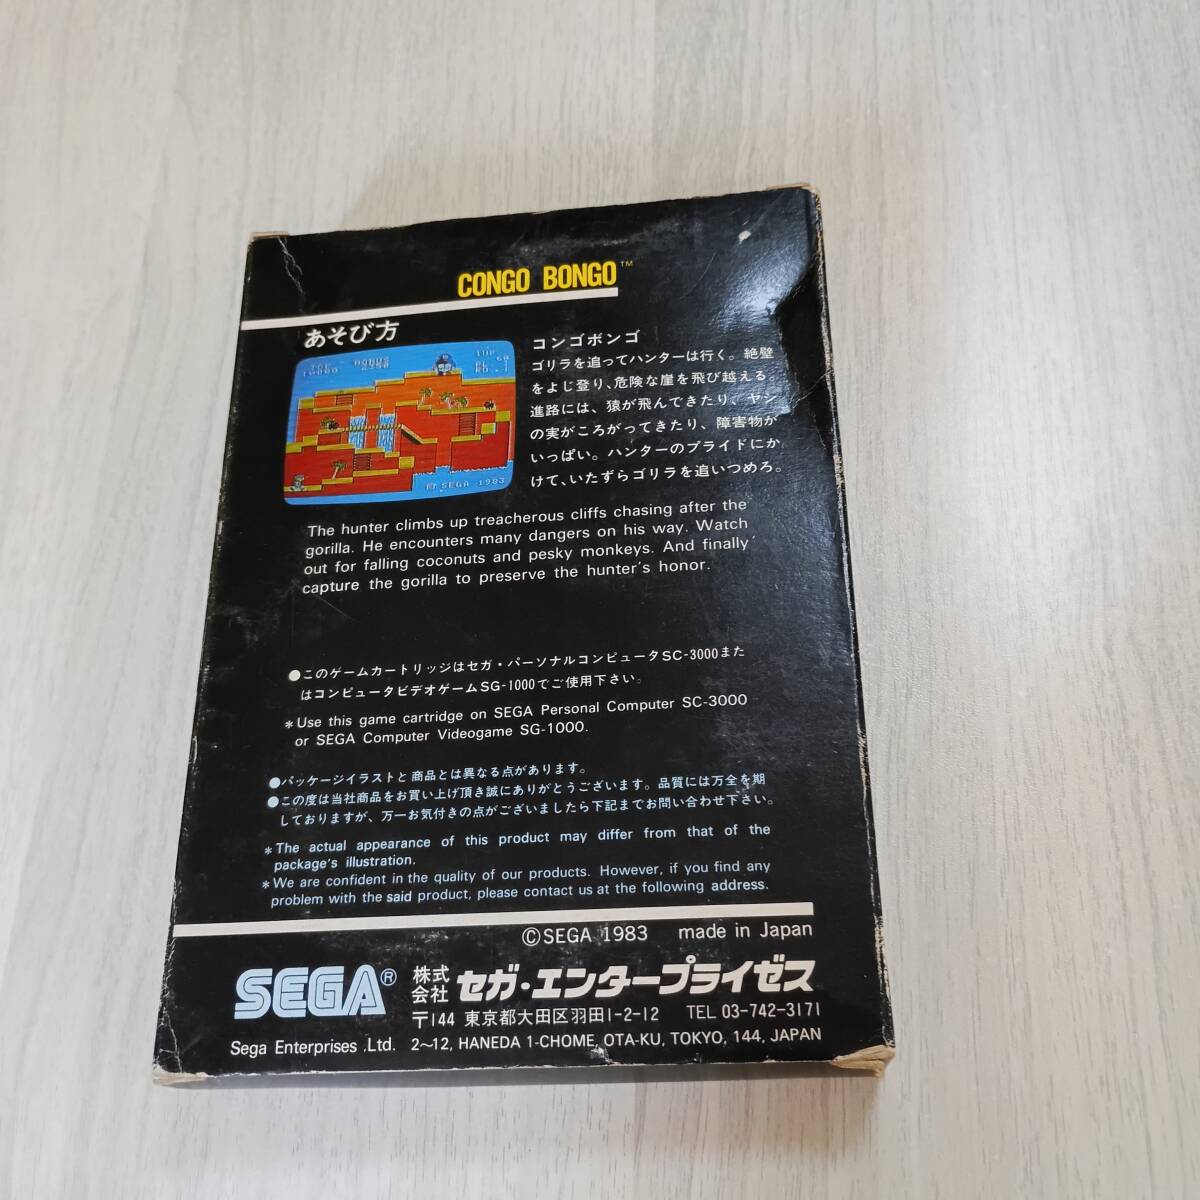 CONGO BONGO™
あそび方
BONUS
1UP
10000
© SEGA 1983
コンゴボンゴ
ゴリラを追ってハンターは行く。絶壁
をよじ登り、危険な崖を飛び越える。
進路には、猿が飛んできたり、ヤシ
の実がころがってきたり、障害物が
いっぱい。ハンターのプライドにか
けて、いたずらゴリラを追いつめろ。
The hunter climbs up treacherous cliffs chasing after the
gorilla. He encounters many dangers on his way. Watch
out for falling coconuts and pesky monkeys. And finally
capture the gorilla to preserve the hunter's honor.
●このゲームカートリッジはセガ・パーソナルコンピュータSC-3000また
はコンピュータビデオゲームSG-1000でご使用下さい。
*Use this game cartridge on SEGA Personal Computer SC-3000
or SEGA Computer Videogame SG-1000.
●パッケージイラストと商品とは異なる点があります。
●この度は当社商品をお買い上げ頂き誠にありがとうございます。品質には万全を期
しておりますが、万一お気付きの点がございましたら下記までお問い合わせ下さい。
*The actual appearance of this product may differ from that of the
package's illustration.
*We are confident in the quality of our products. However, if you find any
problem with the said product, please contact us at the following address.
©SEGA 1983 made in Japan
SEGA® 株式会社 セガ・エンタープライゼス
〒144 東京都大田区羽田1-2-12 TEL 03-742-3171
Sega Enterprises .Ltd. 2~12, HANEDA 1-CHOME, OTA-KU, TOKYO, 144, JAPAN